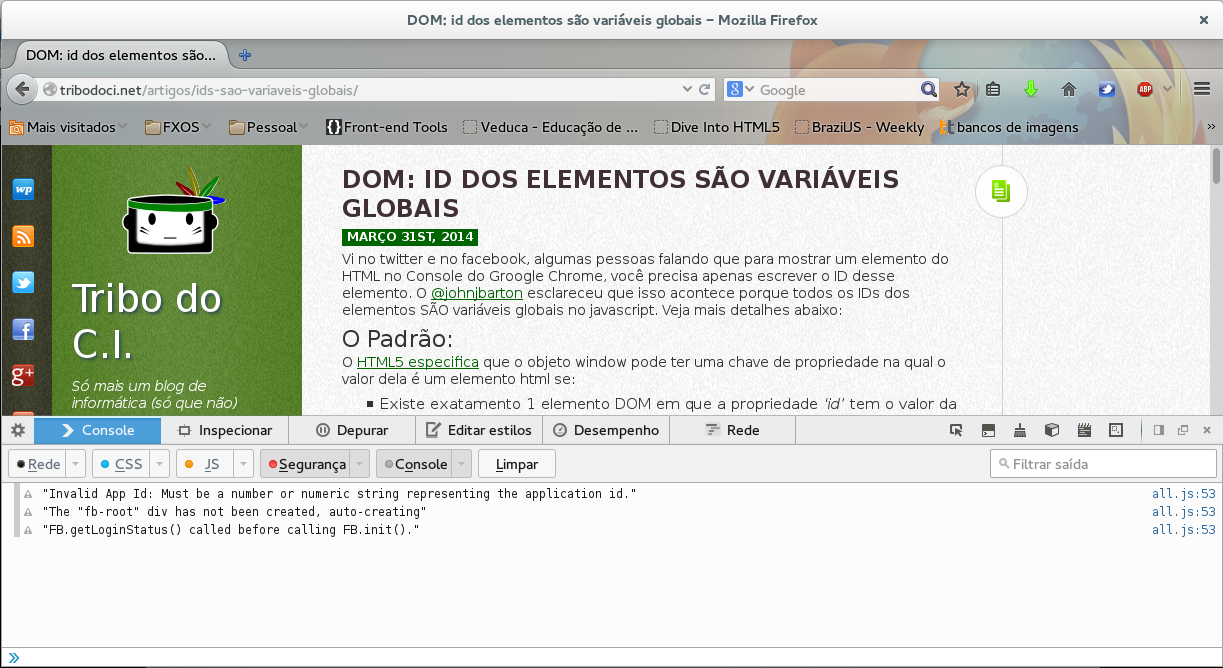 DOM: id dos elementos são variáveis globais – Mozilla Firefox
DOM: id dos elementos são...
tribodoci.net/artigos/ids-sao-variaveis-globais/
8 Google
ABP
Mais visitados
FXOS
Pessoal
Front-end Tools
Veduca - Educação de ...
Dive Into HTML5
BrazilJS - Weekly
bancos de imagens
wp
f
g+
Tribo do
C.I.
Só mais um blog de
informática (só que não)
DOM: ID DOS ELEMENTOS SÃO VARIÁVEIS
GLOBAIS
MARÇO 31ST, 2014
Vi no twitter e no facebook, algumas pessoas falando que para mostrar um elemento do
HTML no Console do Groogle Chrome, você precisa apenas escrever o ID desse
elemento. O @johnjbarton esclareceu que isso acontece porque todos os IDs dos
elementos SÃO variáveis globais no javascript. Veja mais detalhes abaixo:
O Padrão:
O HTML5 especifica que o objeto window pode ter uma chave de propriedade na qual o
valor dela é um elemento html se:
Existe exatamento 1 elemento DOM em que a propriedade ‘id’ tem o valor da
Console
Inspecionar
Depurar
Editar estilos
Desempenho
Rede
Rede
CSS
JS
Segurança
Console
Limpar
Filtrar saída
"Invalid App Id: Must be a number or numeric string representing the application id." all.js:53
"The "fb-root" div has not been created, auto-creating" all.js:53
"FB.getLoginStatus() called before calling FB.init()." all.js:53